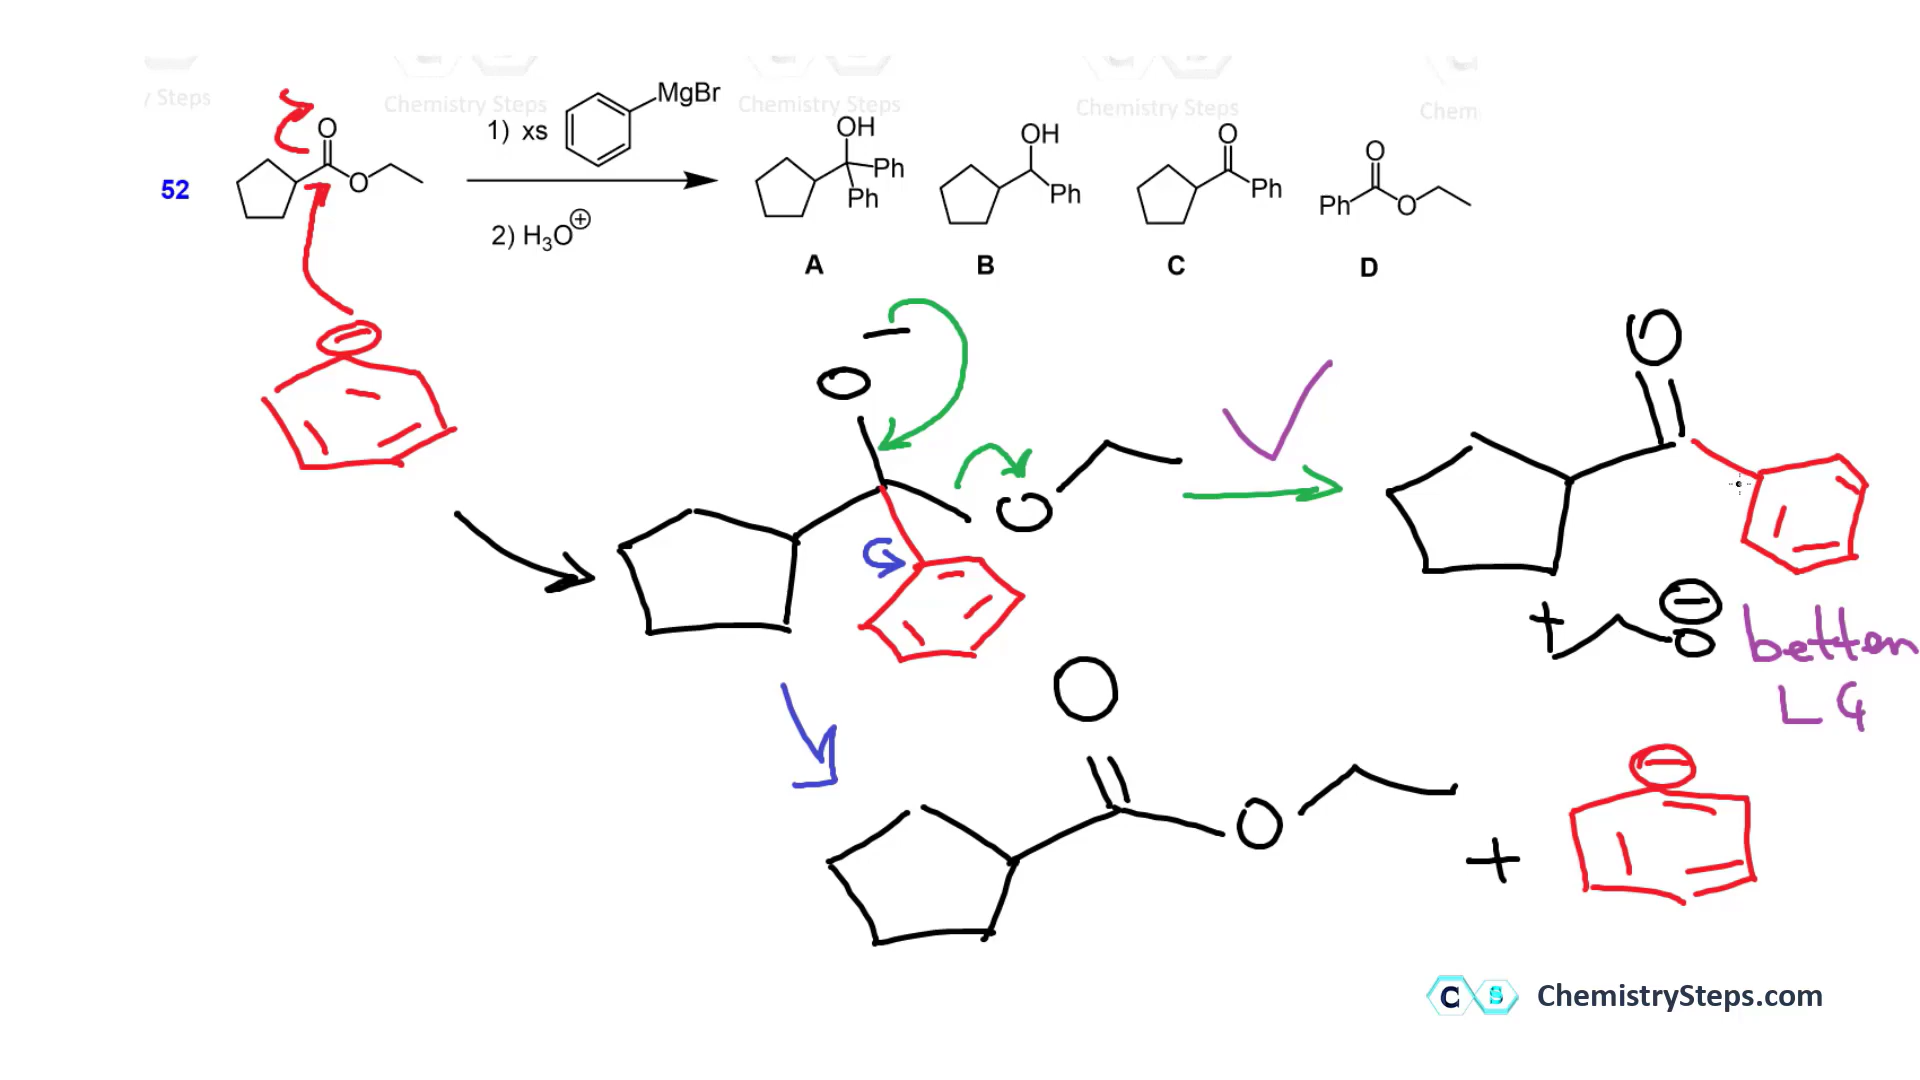 / Steps
Chemistry Steps
Chemistry Steps
Chemistry Steps
Chem
52
O
O
1) xs
MgBr
2) H3O⊕
OH
Ph
Ph
A
OH
Ph
B
O
Ph
C
O
Ph
O
D
O
O
O
+
O
better
LG
O
O
+
C S ChemistrySteps.com